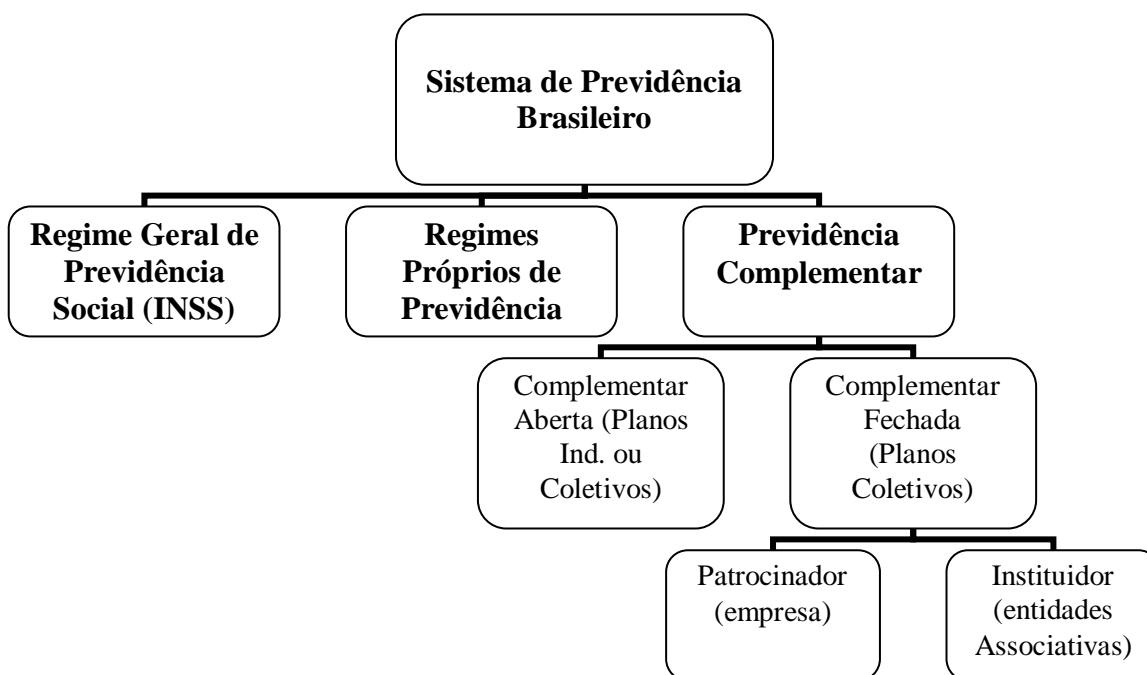 Sistema de Previdência
Brasileiro
Regime Geral de
Previdência
Social (INSS)
Regimes
Próprios de
Previdência
Previdência
Complementar
Complementar
Aberta (Planos
Ind. ou
Coletivos)
Complementar
Fechada
(Planos
Coletivos)
Patrocinador
(empresa)
Instituidor
(entidades
Associativas)